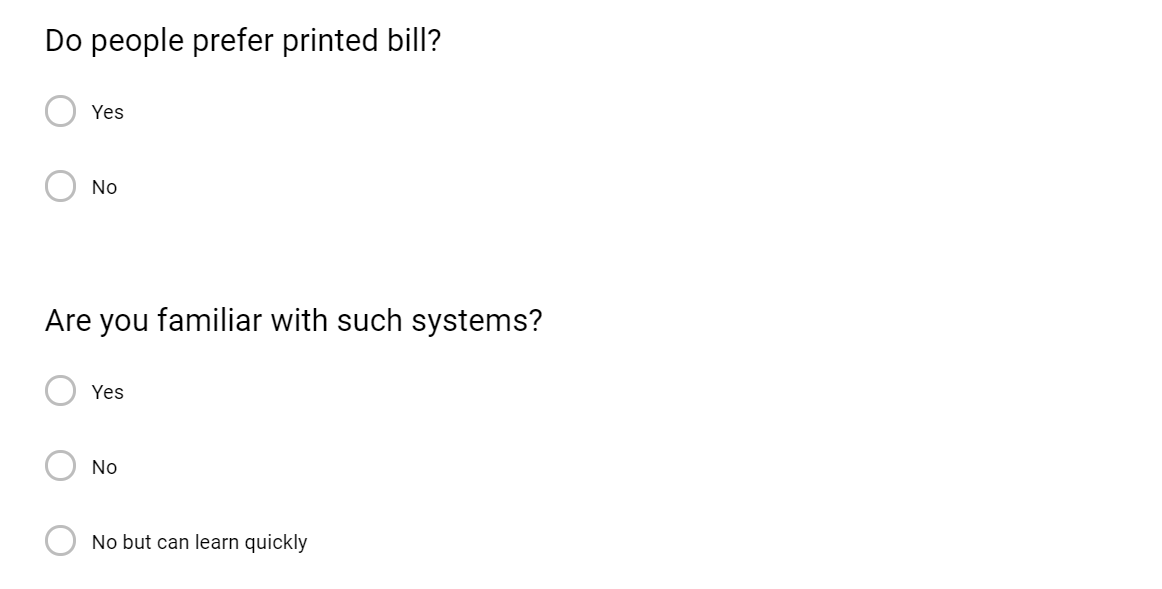 Do people prefer printed bill?
Yes
No
Are you familiar with such systems?
Yes
No
No but can learn quickly